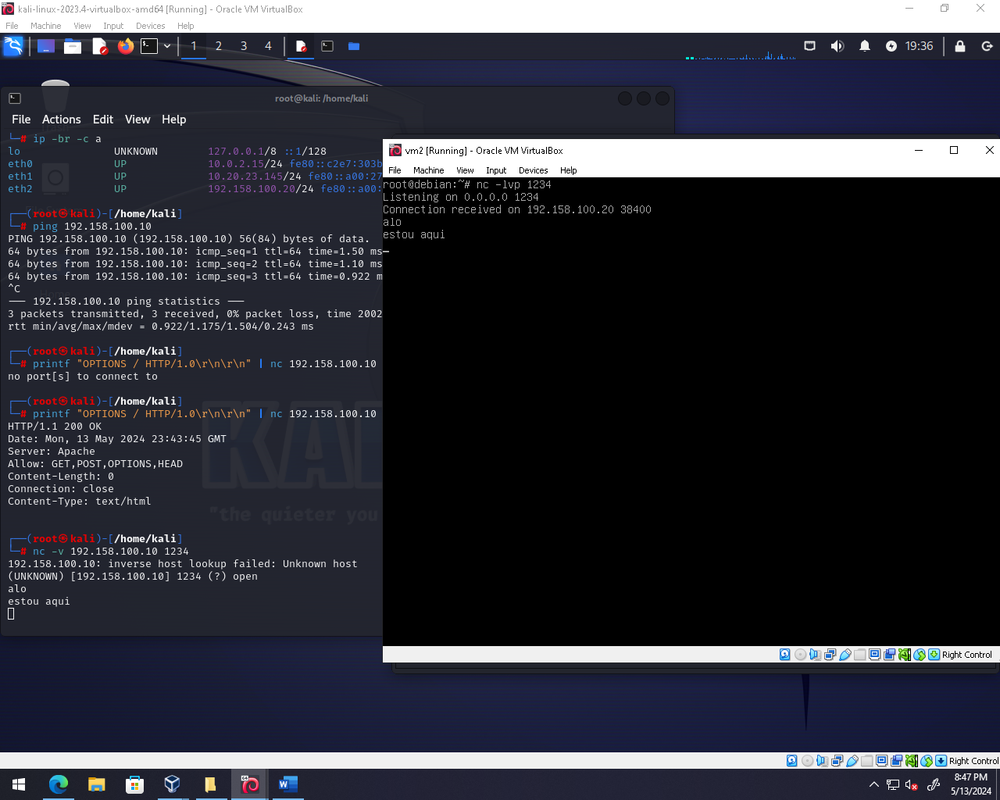 kali-linux-2023.4-virtualbox-amd64 [Running] - Oracle VM VirtualBox
File Machine View Input Devices Help
1 2 3 4 19:36
root@kali: /home/kali
File Actions Edit View Help
└─# ip -br -c a
lo UNKNOWN 127.0.0.1/8 ::1/128
eth0 UP 10.0.2.15/24 fe80::c2e7:303b
eth1 UP 10.20.23.145/24 fe80::a00:27
eth2 UP 192.158.100.20/24 fe80::a00:
┌──(root㉿kali)-[/home/kali]
└─# ping 192.158.100.10
PING 192.158.100.10 (192.158.100.10) 56(84) bytes of data.
64 bytes from 192.158.100.10: icmp_seq=1 ttl=64 time=1.50 ms
64 bytes from 192.158.100.10: icmp_seq=2 ttl=64 time=1.10 ms
64 bytes from 192.158.100.10: icmp_seq=3 ttl=64 time=0.922 m
^C
--- 192.158.100.10 ping statistics ---
3 packets transmitted, 3 received, 0% packet loss, time 2002
rtt min/avg/max/mdev = 0.922/1.175/1.504/0.243 ms
┌──(root㉿kali)-[/home/kali]
└─# printf "OPTIONS / HTTP/1.0\r\n\r\n" | nc 192.158.100.10
no port[s] to connect to
┌──(root㉿kali)-[/home/kali]
└─# printf "OPTIONS / HTTP/1.0\r\n\r\n" | nc 192.158.100.10
HTTP/1.1 200 OK
Date: Mon, 13 May 2024 23:43:45 GMT
Server: Apache
Allow: GET,POST,OPTIONS,HEAD
Content-Length: 0
Connection: close
Content-Type: text/html
"the quieter you
┌──(root㉿kali)-[/home/kali]
└─# nc -v 192.158.100.10 1234
192.158.100.10: inverse host lookup failed: Unknown host
(UNKNOWN) [192.158.100.10] 1234 (?) open
alo
estou aqui
vm2 [Running] - Oracle VM VirtualBox
File Machine View Input Devices Help
root@debian:~# nc -lvp 1234
Listening on 0.0.0.0 1234
Connection received on 192.158.100.20 38400
alo
estou aqui
Right Control
Right Control
8:47 PM
5/13/2024